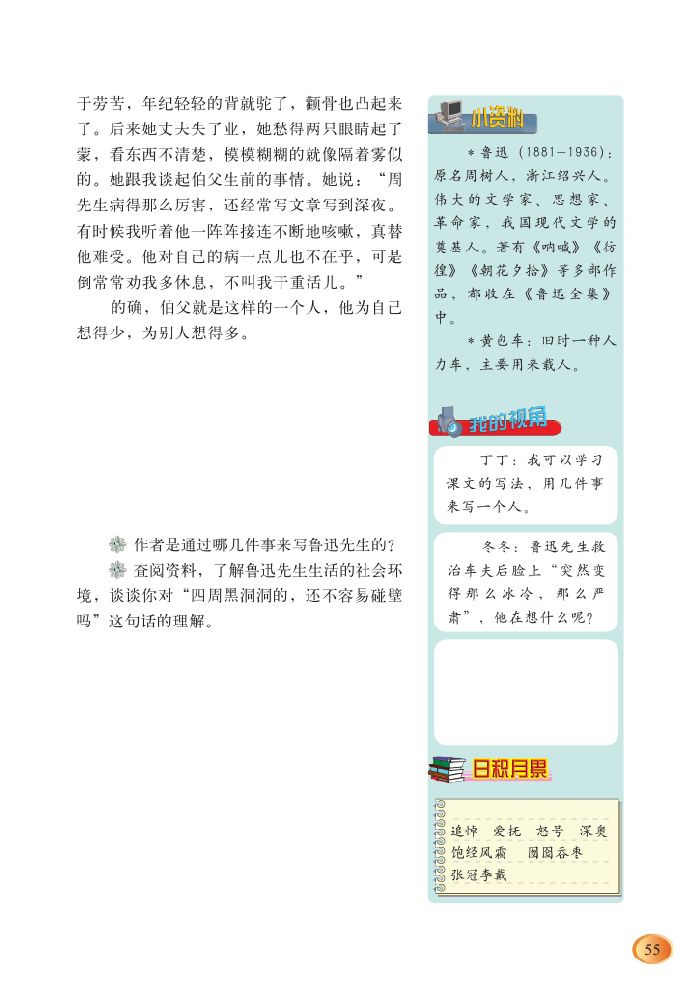 于劳苦，年纪轻轻的背就驼了，颧骨也凸起来
了。后来她丈夫失了业，她愁得两只眼睛起了
蒙，看东西不清楚，模模糊糊的就像隔着雾似
的。她跟我谈起伯父生前的事情。她说：“周
先生病得那么厉害，还经常写文章写到深夜。
有时候我听着他一阵阵接连不断地咳嗽，真替
他难受。他对自己的病一点儿也不在乎，可是
倒常常劝我多休息，不叫我干重活儿。”
的确，伯父就是这样的一个人，他为自己
想得少，为别人想得多。
作者是通过哪几件事来写鲁迅先生的？
查阅资料，了解鲁迅先生生活的社会环
境，谈谈你对“四周黑洞洞的，还不容易碰壁
吗”这句话的理解。
小资料
*鲁迅（1881-1936）：
原名周树人，浙江绍兴人。
伟大的文学家、思想家、
革命家，我国现代文学的
奠基人。著有《呐喊》《彷
徨》《朝花夕拾》等多部作
品，都收在《鲁迅全集》
中。
*黄包车：旧时一种人
力车，主要用来载人。
我的视角
丁丁：我可以学习
课文的写法，用几件事
来写一个人。
冬冬：鲁迅先生救
治车夫后脸上“突然变
得那么冰冷，那么严
肃”，他在想什么呢？
日积月累
追悼 爱抚 怒号 深奥
饱经风霜 囫囵吞枣
张冠李戴
55